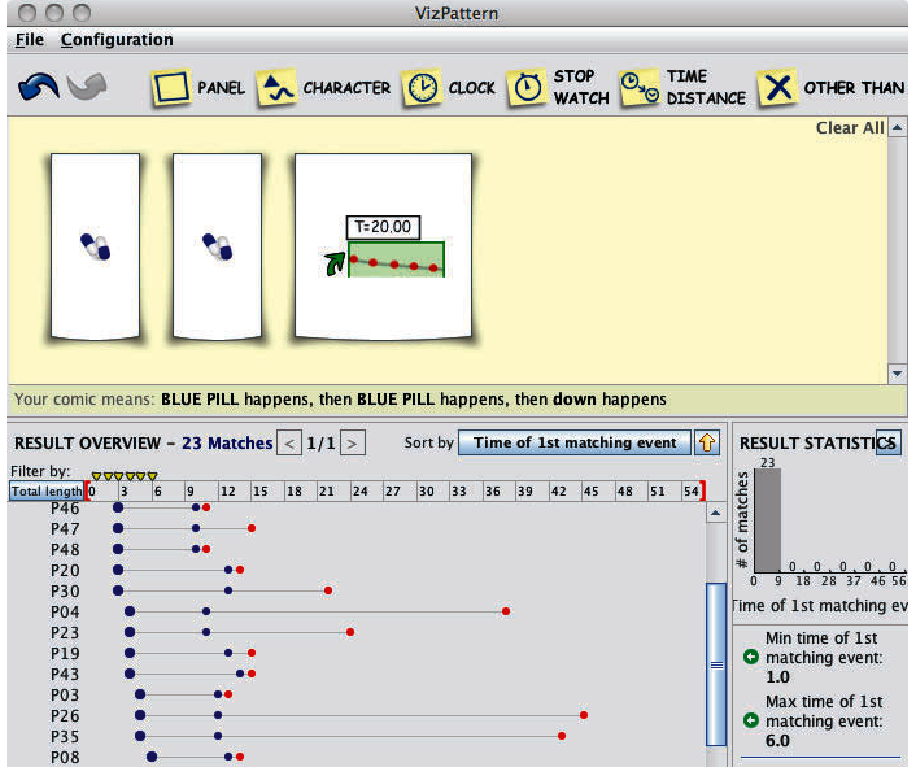 VizPattern
File Configuration
PANEL CHARACTER CLOCK STOP WATCH TIME DISTANCE OTHER THAN
Clear All
T=20.00
Your comic means: BLUE PILL happens, then BLUE PILL happens, then down happens
RESULT OVERVIEW - 23 Matches < 1/1 > Sort by Time of 1st matching event
Filter by:
Total length 0 3 6 9 12 15 18 21 24 27 30 33 36 39 42 45 48 51 54
P46
P47
P48
P20
P30
P04
P23
P19
P43
P03
P26
P35
P08
RESULT STATISTICS
23
# of matches
0 0 0 0 0
0 9 18 28 37 46 56
Time of 1st matching ev
Min time of 1st
matching event:
1.0
Max time of 1st
matching event:
6.0